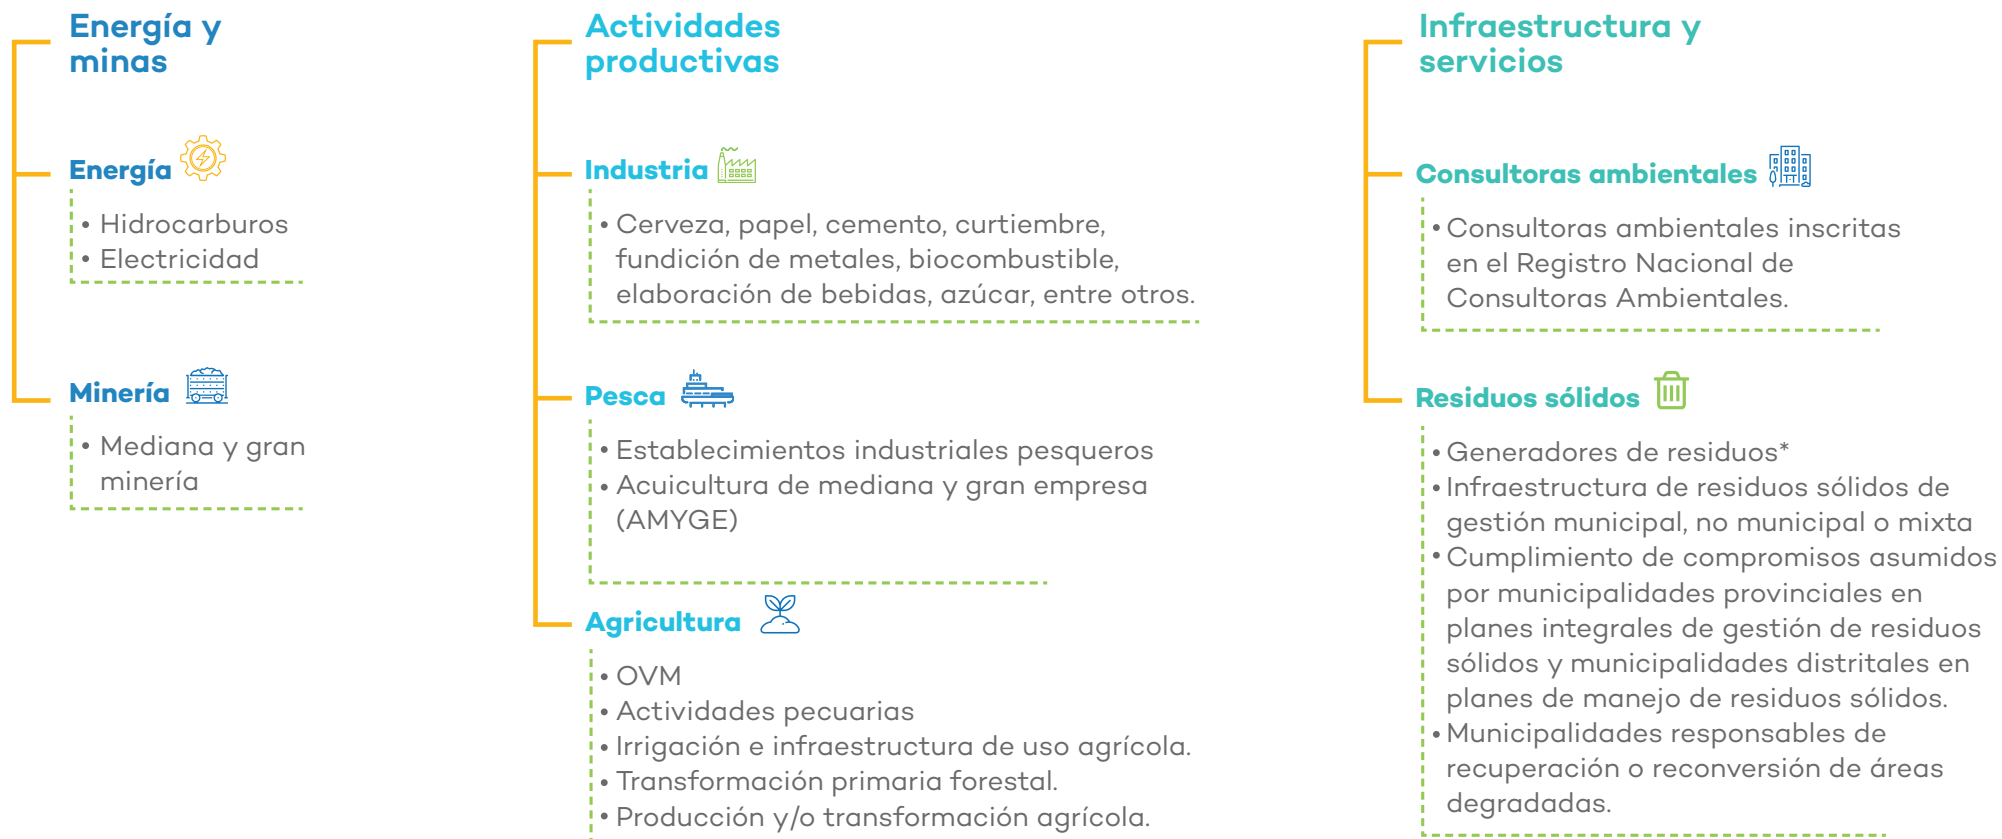 Energía y
minas
Energía
• Hidrocarburos
• Electricidad
Minería
• Mediana y gran
minería
Actividades
productivas
Industria
• Cerveza, papel, cemento, curtiembre,
fundición de metales, biocombustible,
elaboración de bebidas, azúcar, entre otros.
Pesca
• Establecimientos industriales pesqueros
• Acuicultura de mediana y gran empresa
(AMYGE)
Agricultura
• OVM
• Actividades pecuarias
• Irrigación e infraestructura de uso agrícola.
• Transformación primaria forestal.
• Producción y/o transformación agrícola.
Infraestructura y
servicios
Consultoras ambientales
• Consultoras ambientales inscritas
en el Registro Nacional de
Consultoras Ambientales.
Residuos sólidos
• Generadores de residuos*
• Infraestructura de residuos sólidos de
gestión municipal, no municipal o mixta
• Cumplimiento de compromisos asumidos
por municipalidades provinciales en
planes integrales de gestión de residuos
sólidos y municipalidades distritales en
planes de manejo de residuos sólidos.
• Municipalidades responsables de
recuperación o reconversión de áreas
degradadas.